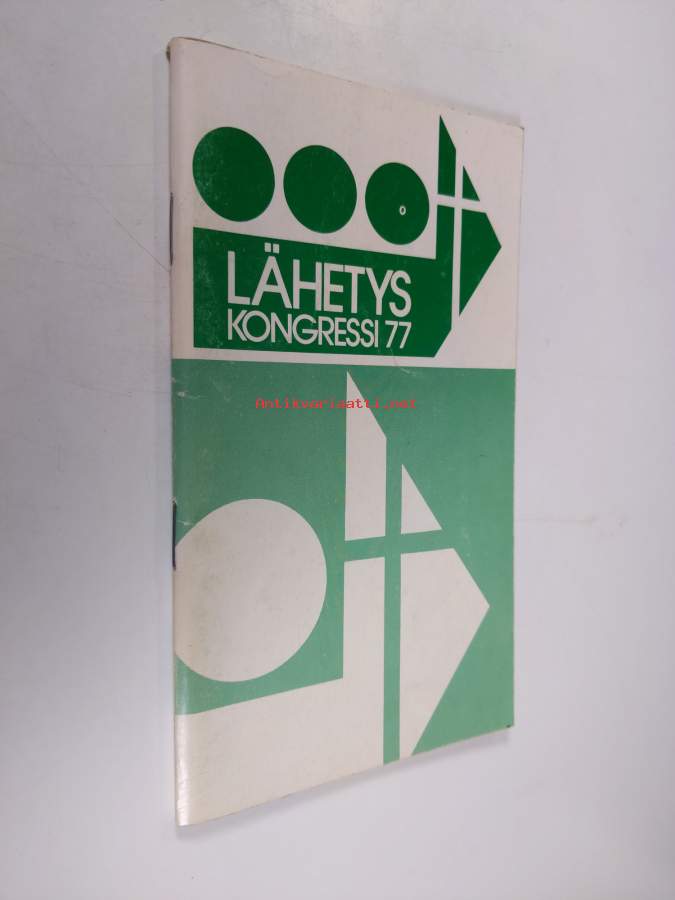 LÄHETYS
KONGRESSI 77
Antikvariaatti.net